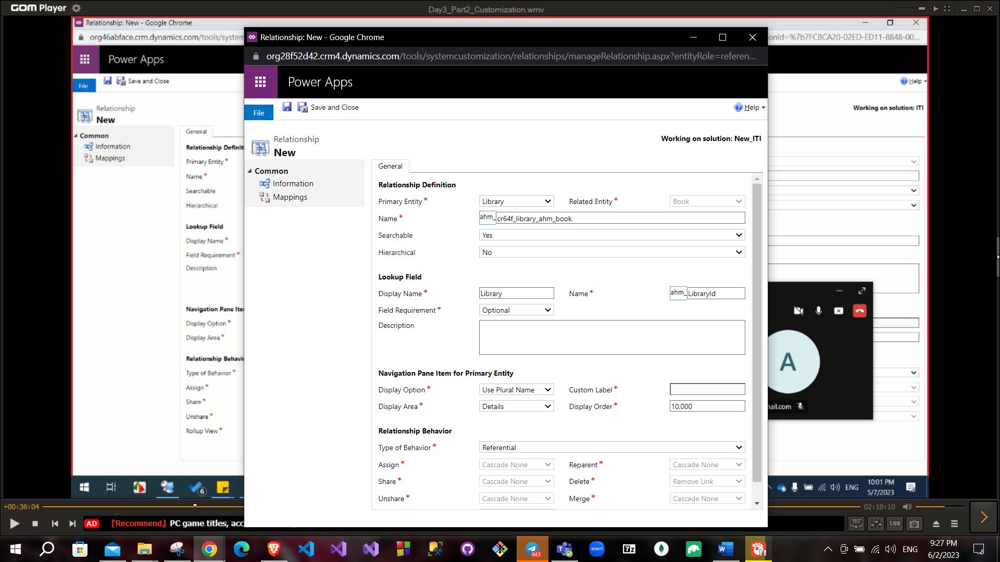 GOM Player
Day3_Part2_Customization.wmv
Relationship: New - Google Chrome
org46abface.crm.dynamics.com/tools/system
onId=%7b7FCBCA20-02ED-ED11-8848-00...
Power Apps
File
Save and Close
Help
Relationship
New
Working on solution: ITI
Common
Information
Mappings
General
Relationship Definiti
Primary Entity *
Name *
Searchable
Hierarchical
Lookup Field
Display Name *
Field Requirement *
Description
Navigation Pane Ite
Display Option *
Display Area *
Relationship Behavi
Type of Behavior *
Assign *
Share *
Unshare *
Rollup View *
Relationship: New - Google Chrome
org28f52d42.crm4.dynamics.com/tools/systemcustomization/relationships/manageRelationship.aspx?entityRole=referen...
Power Apps
File
Save and Close
Help
Relationship
New
Working on solution: New_ITI
Common
Information
Mappings
General
Relationship Definition
Primary Entity * Library Related Entity * Book
Name * ahm_ cr64f_library_ahm_book
Searchable Yes
Hierarchical No
Lookup Field
Display Name * Library Name * ahm_ LibraryId
Field Requirement * Optional
Description
Navigation Pane Item for Primary Entity
Display Option * Use Plural Name Custom Label *
Display Area * Details Display Order * 10,000
Relationship Behavior
Type of Behavior * Referential
Assign * Cascade None Reparent * Cascade None
Share * Cascade None Delete * Remove Link
Unshare * Cascade None Merge * Cascade None
A
nail.com
6
ENG
10:01 PM
5/7/2023
-00:36:04
02:18:10
AD
『Recommend』 PC game titles, acc
360°
SUB
443
zoom
7z
ENG
9:27 PM
6/2/2023